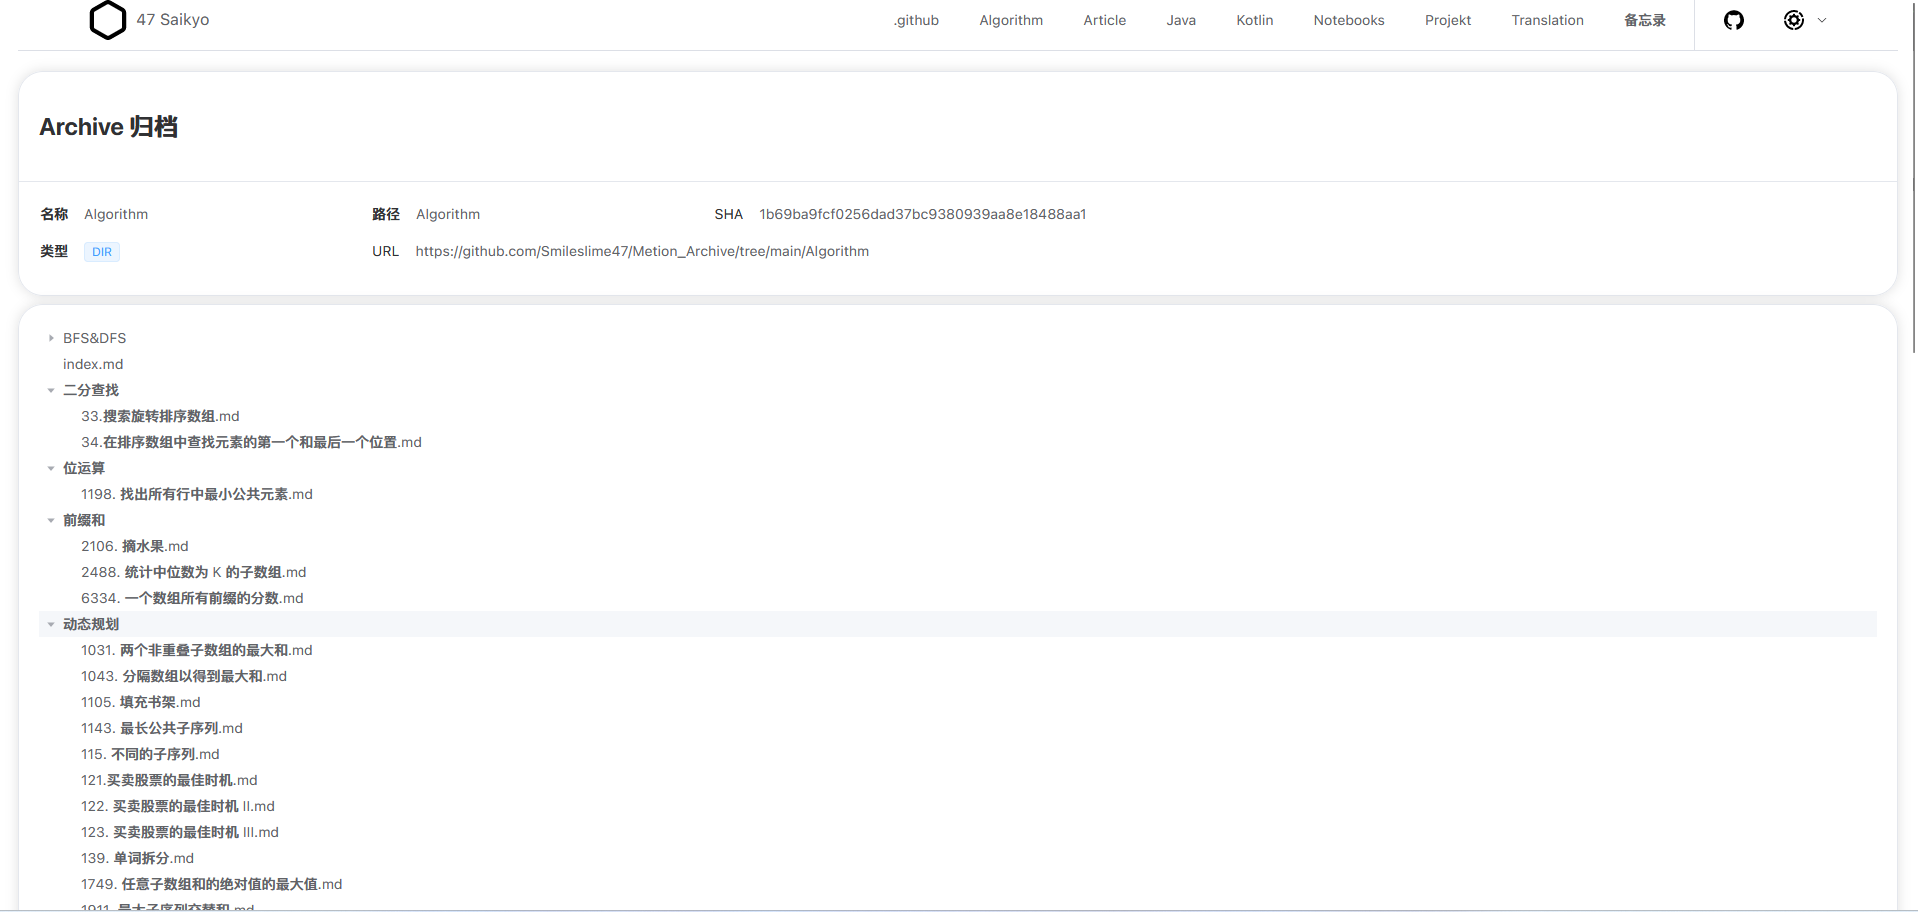 47 Saikyo .github Algorithm Article Java Kotlin Notebooks Projekt Translation 备忘录
Archive 归档
名称 Algorithm 路径 Algorithm SHA 1b69ba9fcf0256dad37bc9380939aa8e18488aa1
类型 DIR URL https://github.com/Smileslime47/Metion_Archive/tree/main/Algorithm
BFS&DFS
index.md
二分查找
33.搜索旋转排序数组.md
34.在排序数组中查找元素的第一个和最后一个位置.md
位运算
1198. 找出所有行中最小公共元素.md
前缀和
2106. 摘水果.md
2488. 统计中位数为 K 的子数组.md
6334. 一个数组所有前缀的分数.md
动态规划
1031. 两个非重叠子数组的最大和.md
1043. 分隔数组以得到最大和.md
1105. 填充书架.md
1143. 最长公共子序列.md
115. 不同的子序列.md
121.买卖股票的最佳时机.md
122. 买卖股票的最佳时机 II.md
123. 买卖股票的最佳时机 III.md
139. 单词拆分.md
1749. 任意子数组和的绝对值的最大值.md
1911. 最大子序列交替和.md